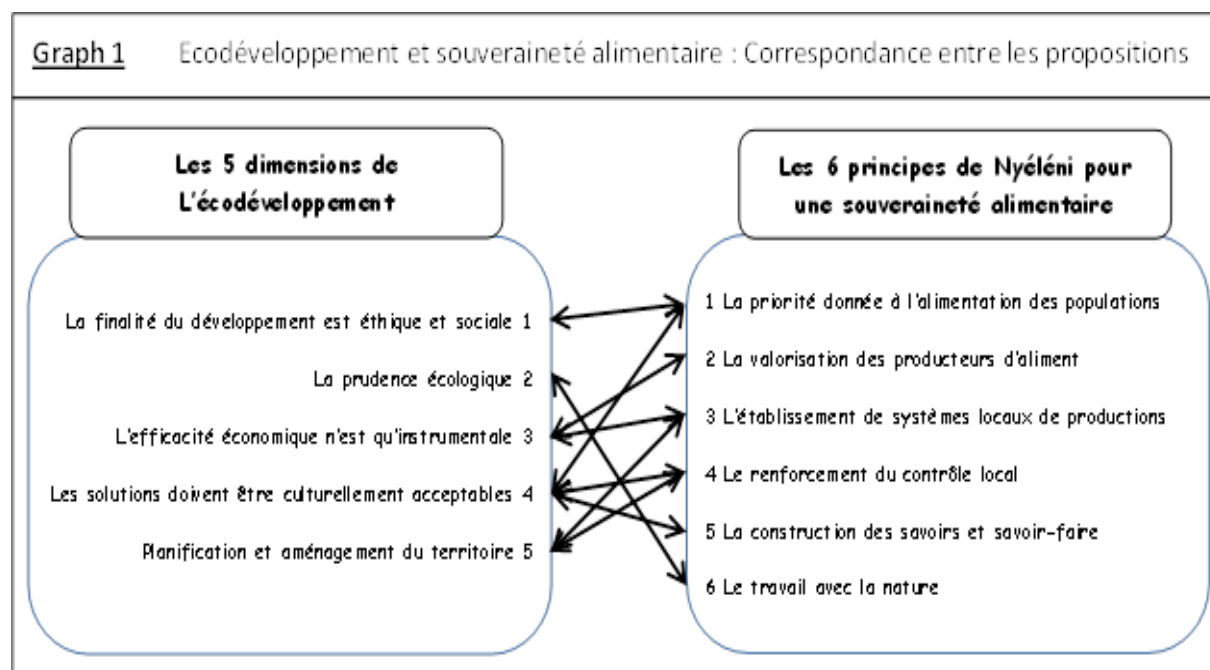 Graph 1 Ecodéveloppement et souveraineté alimentaire : Correspondance entre les propositions
Les 5 dimensions de
L'écodéveloppement
La finalité du développement est éthique et sociale 1
La prudence écologique 2
L'efficacité économique n'est qu'instrumentale 3
Les solutions doivent être culturellement acceptables 4
Planification et aménagement du territoire 5
Les 6 principes de Nyéléni pour
une souveraineté alimentaire
1 La priorité donnée à l'alimentation des populations
2 La valorisation des producteurs d'aliment
3 L'établissement de systèmes locaux de productions
4 Le renforcement du contrôle local
5 La construction des savoirs et savoir-faire
6 Le travail avec la nature